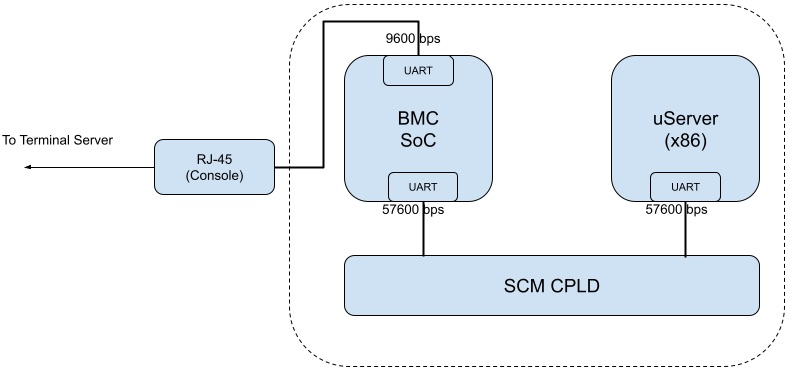 9600 bps
UART
BMC
SoC
uServer
(x86)
To Terminal Server
RJ-45
(Console)
UART
UART
57600 bps
57600 bps
SCM CPLD